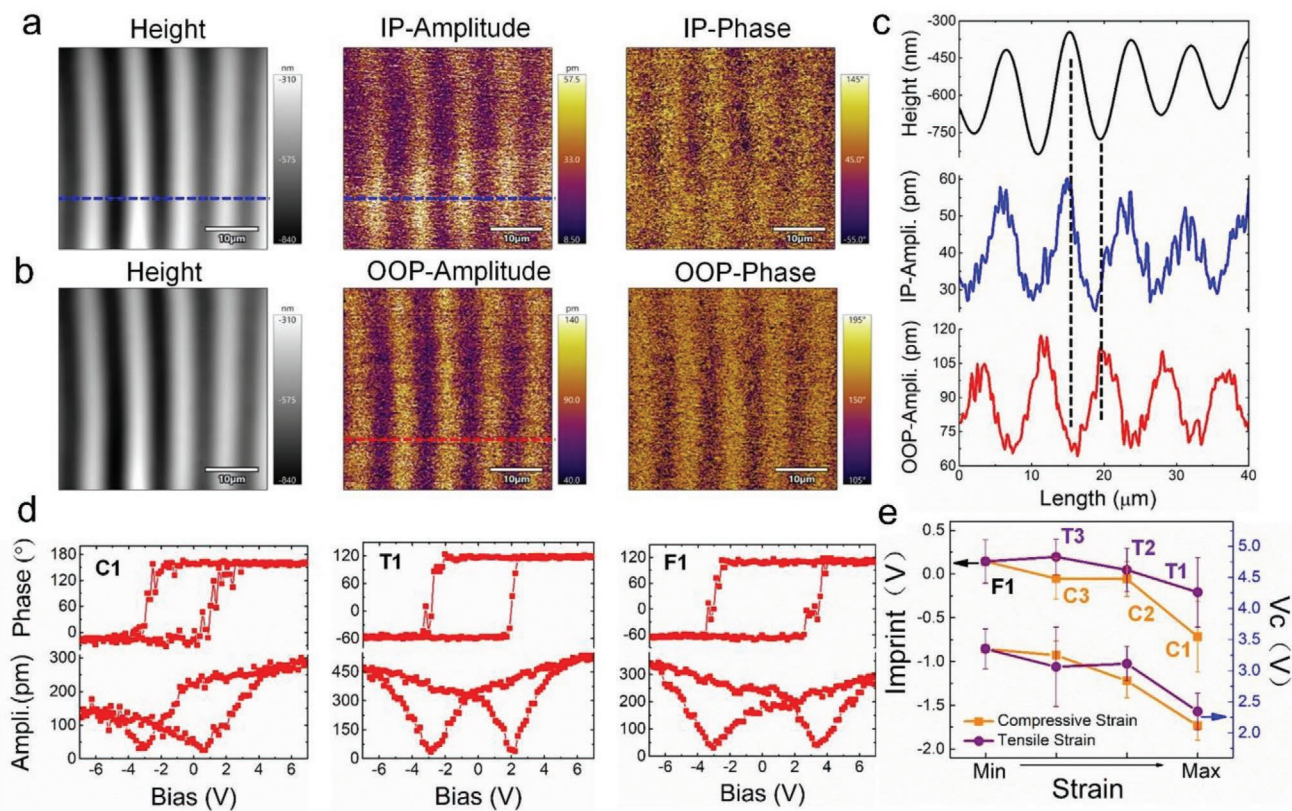 a
Height
IP-Amplitude
IP-Phase
nm
-310
-575
-840
10μm
pm
57.5
33.0
8.50
10μm
145°
45.0°
-55.0°
10μm
b
Height
OOP-Amplitude
OOP-Phase
nm
-310
-575
-840
10μm
pm
140
90.0
40.0
10μm
195°
150°
105°
10μm
c
Height (nm)
-300
-450
-600
-750
IP-Ampli. (pm)
60
50
40
30
OOP-Ampli. (pm)
120
105
90
75
60
0 10 20 30 40
Length (μm)
d
Phase (°)
180
120
60
0
C1
Ampli.(pm)
300
200
100
0
-6 -4 -2 0 2 4 6
Bias (V)
120
60
0
-60
T1
450
300
150
0
-6 -4 -2 0 2 4 6
Bias (V)
120
60
0
-60
F1
400
300
200
100
0
-6 -4 -2 0 2 4 6
Bias (V)
e
Imprint (V)
0.5
0.0
-0.5
-1.0
-1.5
-2.0
F1
T3
T2
T1
C3
C2
C1
Compressive Strain
Tensile Strain
5.0
4.5
4.0
3.5
3.0
2.5
2.0
Vc (V)
Min
Max
Strain